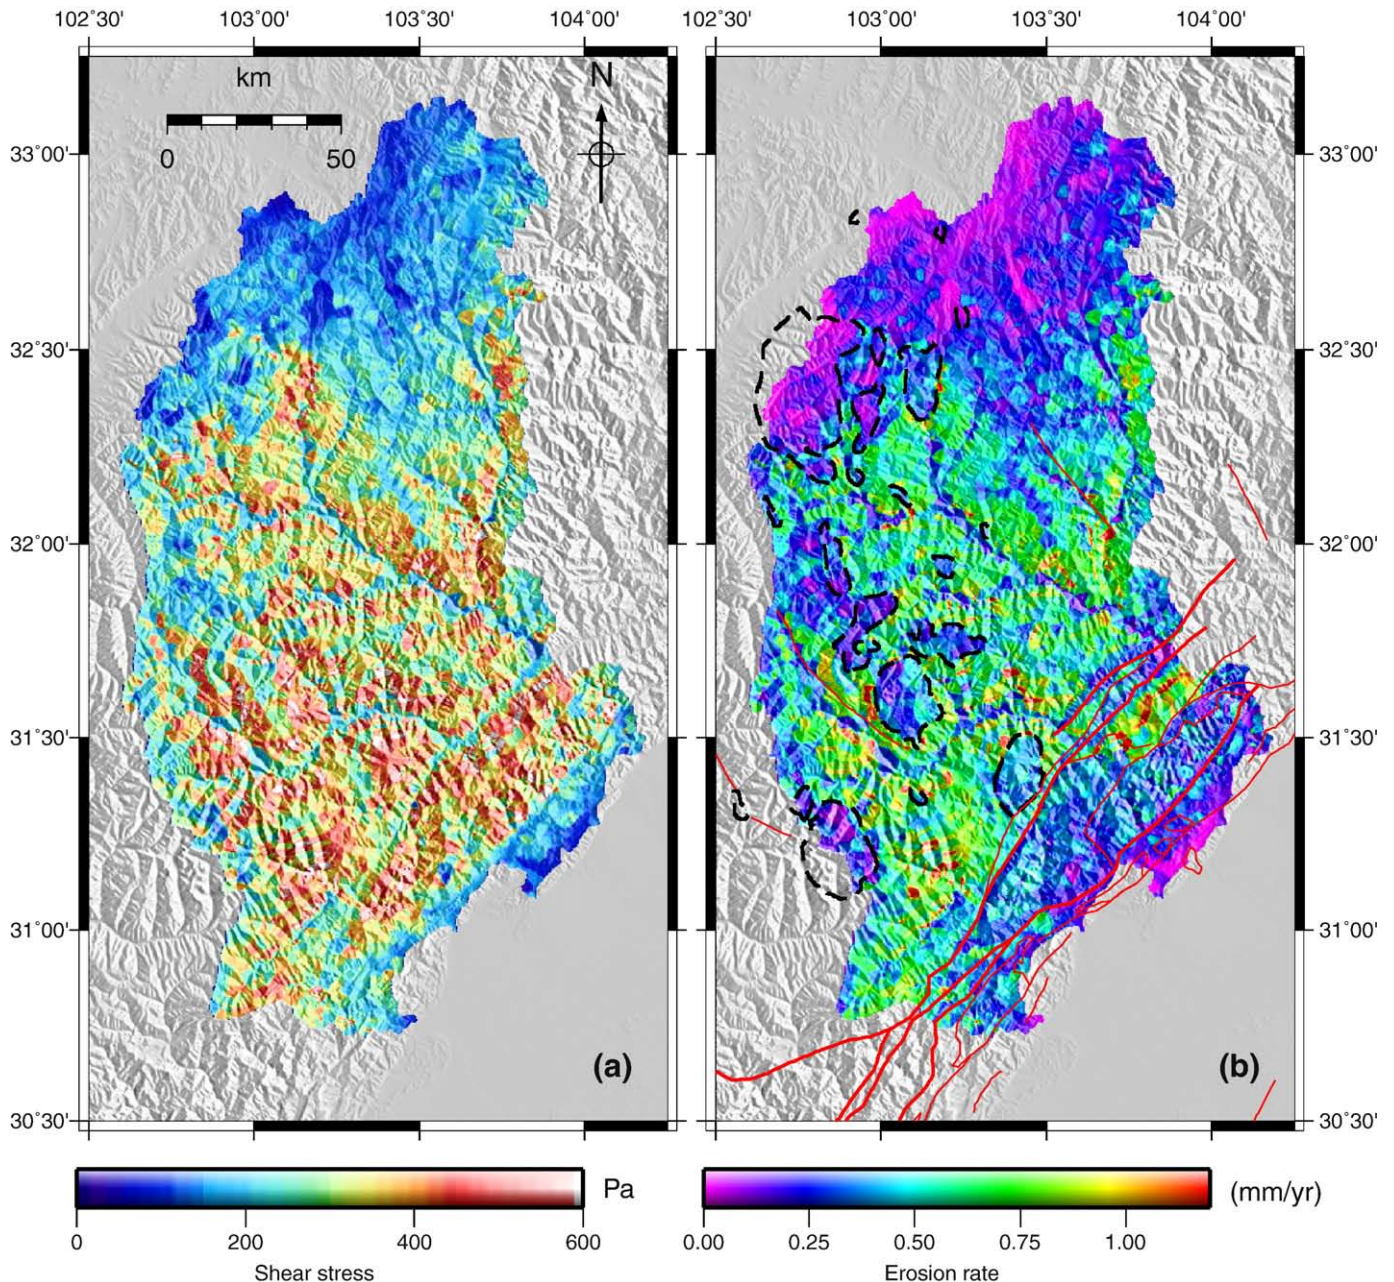 102˚30' 103˚00' 103˚30' 104˚00' 102˚30' 103˚00' 103˚30' 104˚00'
km
N
0 50
33˚00' 33˚00'
32˚30' 32˚30'
32˚00' 32˚00'
31˚30' 31˚30'
31˚00' 31˚00'
(a) (b)
30˚30' 30˚30'
Pa (mm/yr)
0 200 400 600 0.00 0.25 0.50 0.75 1.00
Shear stress Erosion rate